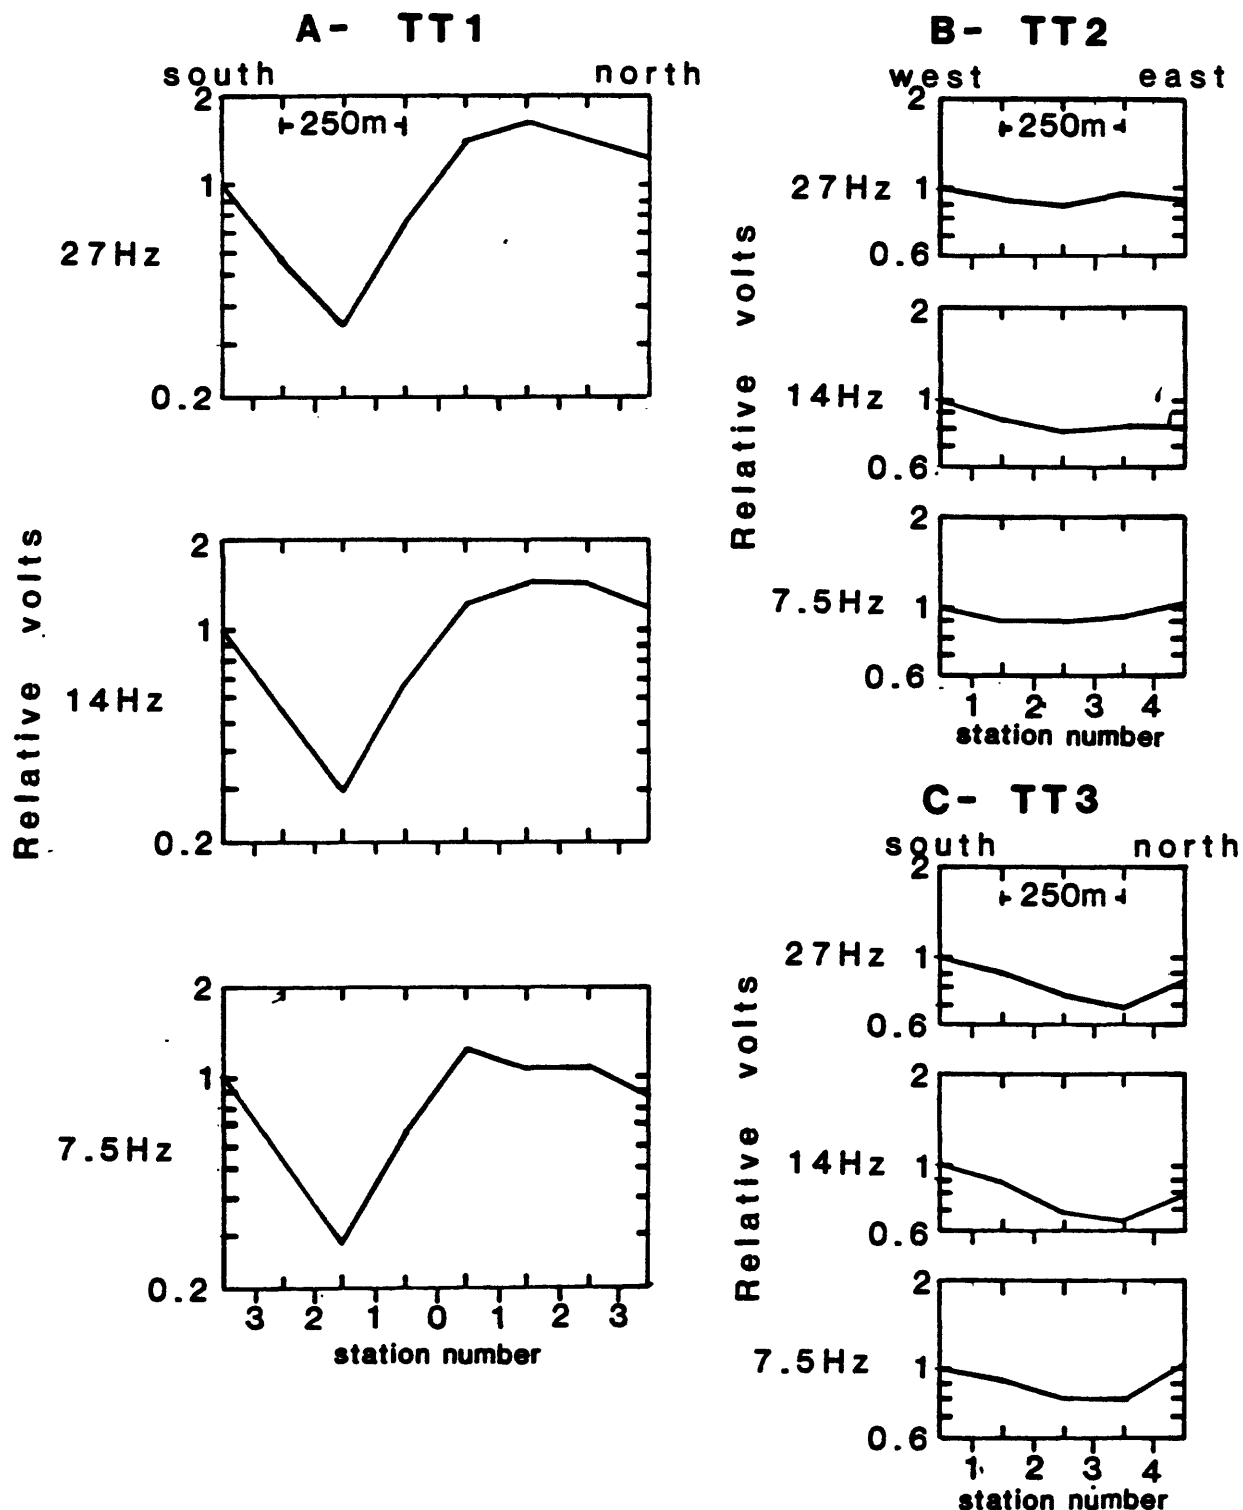 A- TT1
south north
2
250m
1
27Hz
0.2
2
1
14Hz
0.2
2
1
7.5Hz
0.2
3 2 1 0 1 2 3
station number
Relative volts
B- TT2
west east
2
250m
27Hz 1
0.6
2
14Hz 1
0.6
2
7.5Hz 1
0.6
1 2 3 4
station number
Relative volts
C- TT3
south north
2
250m
27Hz 1
0.6
2
14Hz 1
0.6
2
7.5Hz 1
0.6
1 2 3 4
station number
Relative volts